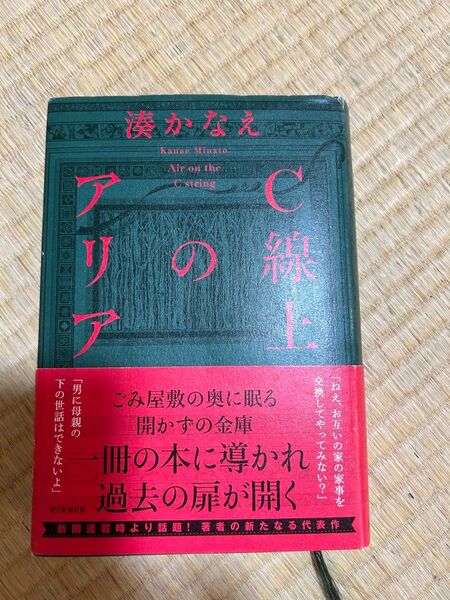 湊かなえ
Kanae Minato
Air on the
C string
C線上
の
アリア
「ねえ、お互いの家の家事を
交換してやってみない?」
ごみ屋敷の奥に眠る
開かずの金庫
一冊の本に導かれ
過去の扉が開く
「男に母親の
下の世話はできないよ」
朝日新聞出版
新聞連載時より話題! 著者の新たなる代表作